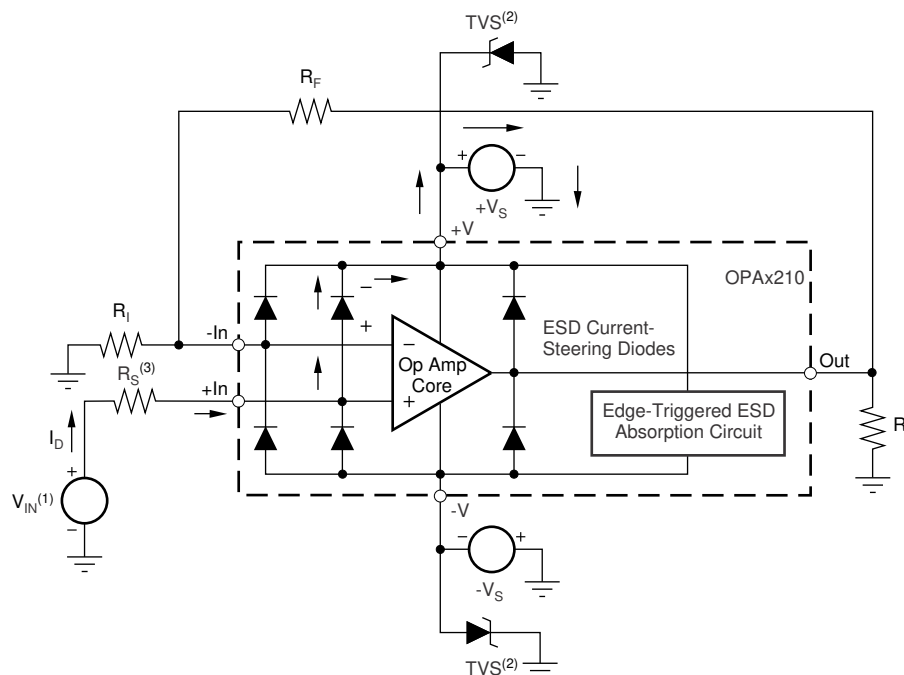 TVS(2)
RF
+ −
+VS
+V
OPAx210
−
+
RI
-In
−
Op Amp
Core
+
ESD Current-
Steering Diodes
Out
RS(3)
+In
Edge-Triggered ESD
Absorption Circuit
R
ID
+
VIN(1)
−
-V
− +
-VS
TVS(2)